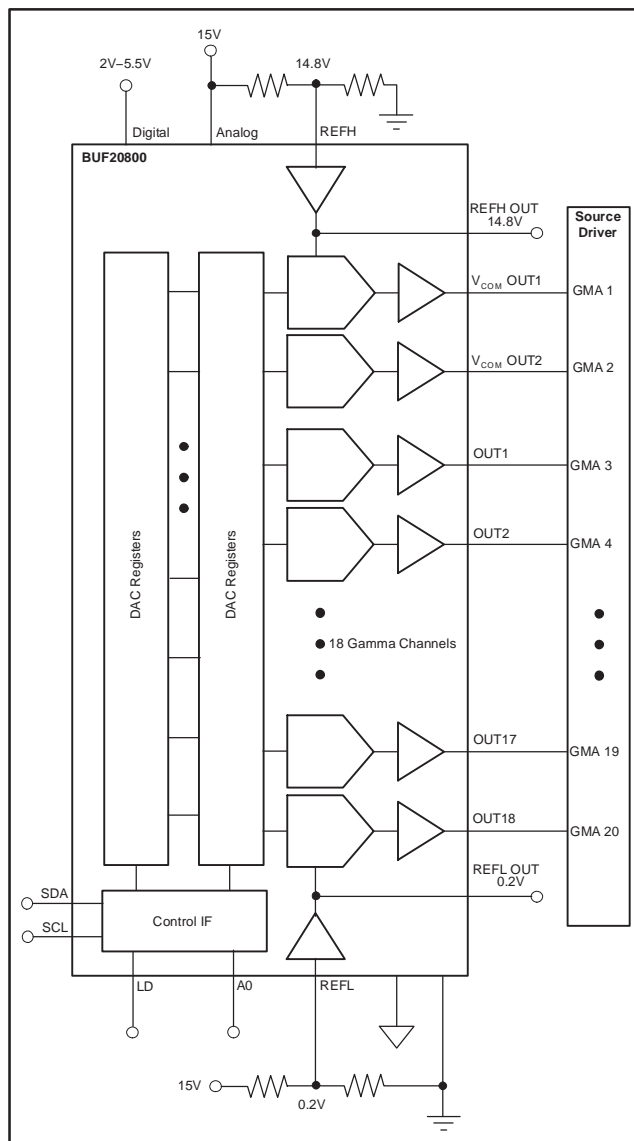 15V
2V–5.5V
14.8V
Digital
Analog
REFH
BUF20800
REFH OUT
14.8V
Source
Driver
VCOM OUT1
GMA 1
VCOM OUT2
GMA 2
OUT1
GMA 3
OUT2
GMA 4
DAC Registers
DAC Registers
18 Gamma Channels
OUT17
GMA 19
OUT18
GMA 20
REFL OUT
0.2V
SDA
SCL
Control IF
LD
A0
REFL
15V
0.2V